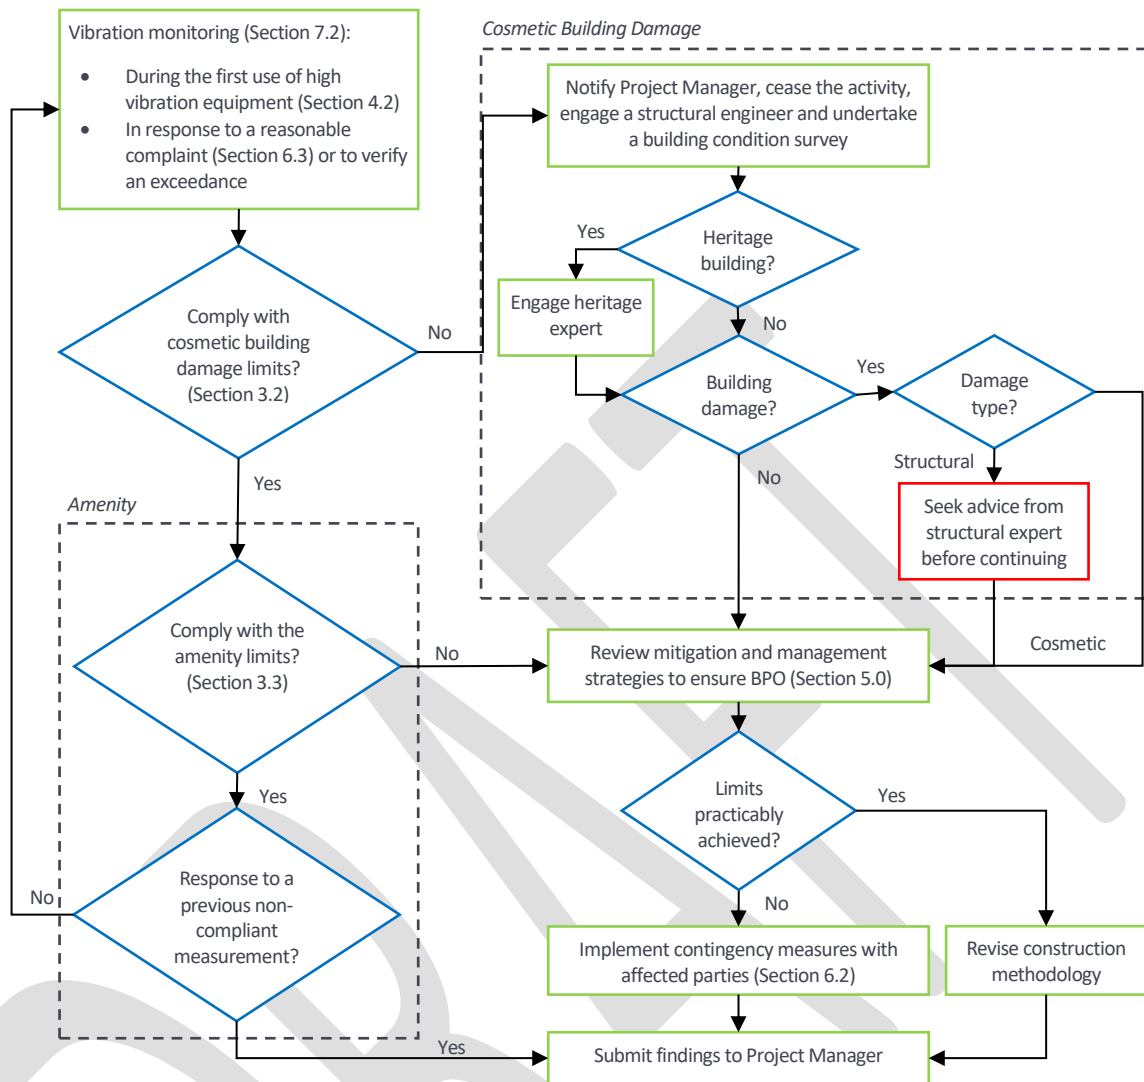 Cosmetic Building Damage
Vibration monitoring (Section 7.2):
• During the first use of high
vibration equipment (Section 4.2)
• In response to a reasonable
complaint (Section 6.3) or to verify
an exceedance
Notify Project Manager, cease the activity,
engage a structural engineer and undertake
a building condition survey
Yes
Heritage
building?
Engage heritage
expert
No
Comply with
cosmetic building
damage limits?
(Section 3.2)
No
Building
damage?
Yes
Damage
type?
Yes
No
Structural
Seek advice from
structural expert
before continuing
Amenity
Comply with the
amenity limits?
(Section 3.3)
No
Review mitigation and management
strategies to ensure BPO (Section 5.0)
Cosmetic
Yes
Limits
practicably
achieved?
Yes
No
Response to a
previous non-
compliant
measurement?
No
Implement contingency measures with
affected parties (Section 6.2)
Revise construction
methodology
Yes
Submit findings to Project Manager